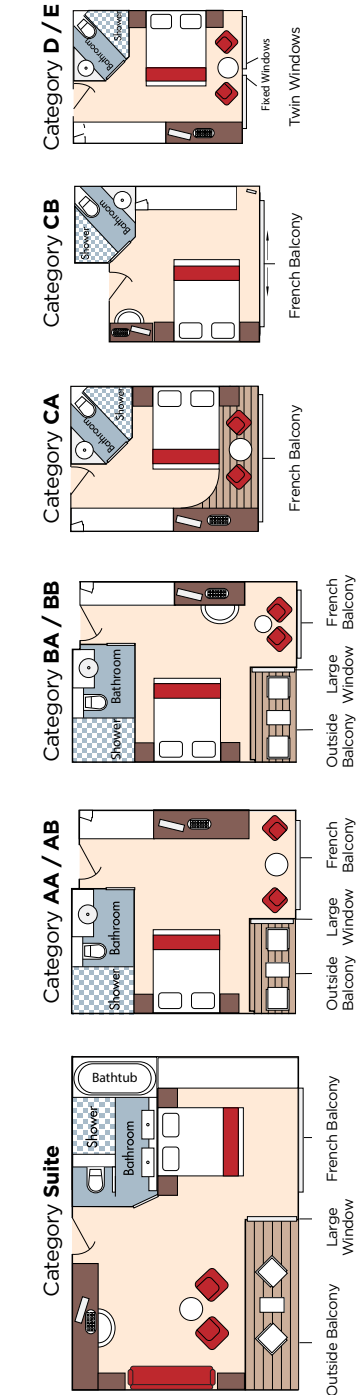 Category Suite
Bathtub
Shower
Bathroom
Outside Balcony
Large
Window
French Balcony
Category AA / AB
Shower
Bathroom
Outside
Balcony
Large
Window
French
Balcony
Category BA / BB
Shower
Bathroom
Outside
Balcony
Large
Window
French
Balcony
Category CA
Bathroom
Shower
French Balcony
Category CB
Shower
Bathroom
French Balcony
Category D / E
Bathroom
Shower
Fixed Windows
Twin Windows